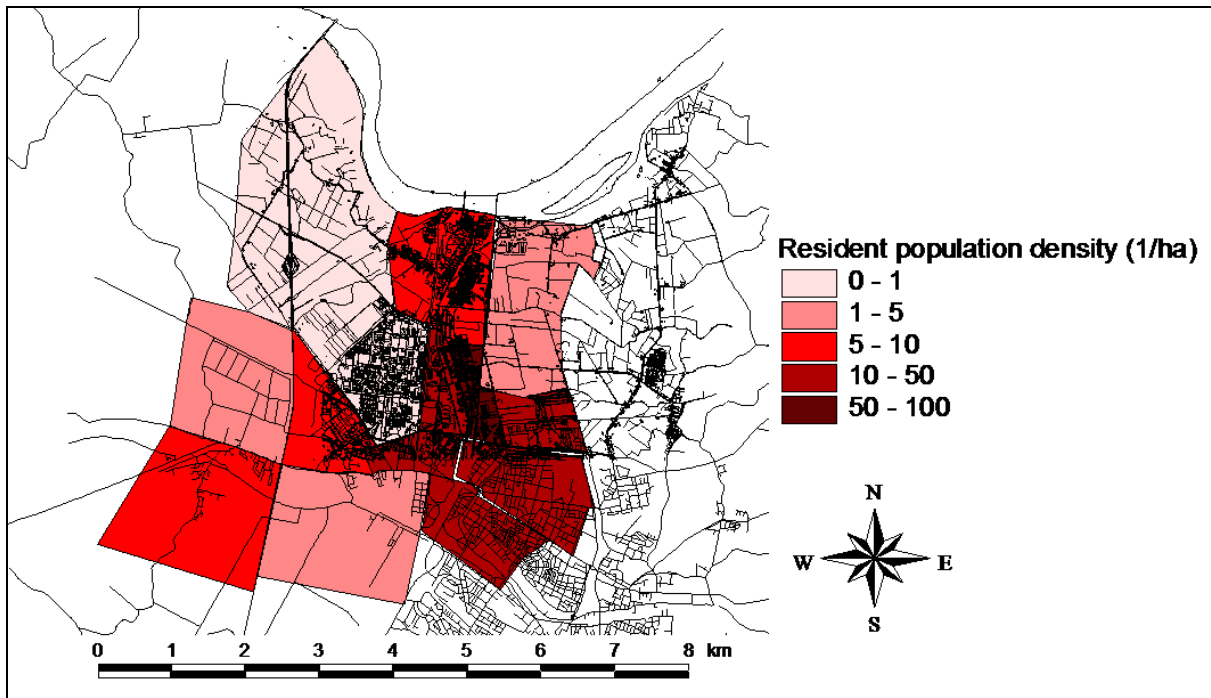 Resident population density (1/ha)
0 - 1
1 - 5
5 - 10
10 - 50
50 - 100
N
W E
S
0 1 2 3 4 5 6 7 8 km